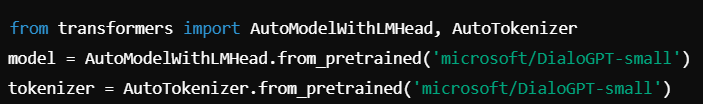 from transformers import AutoModelWithLMHead, AutoTokenizer
model = AutoModelWithLMHead.from_pretrained('microsoft/DialoGPT-small')
tokenizer = AutoTokenizer.from_pretrained('microsoft/DialoGPT-small')